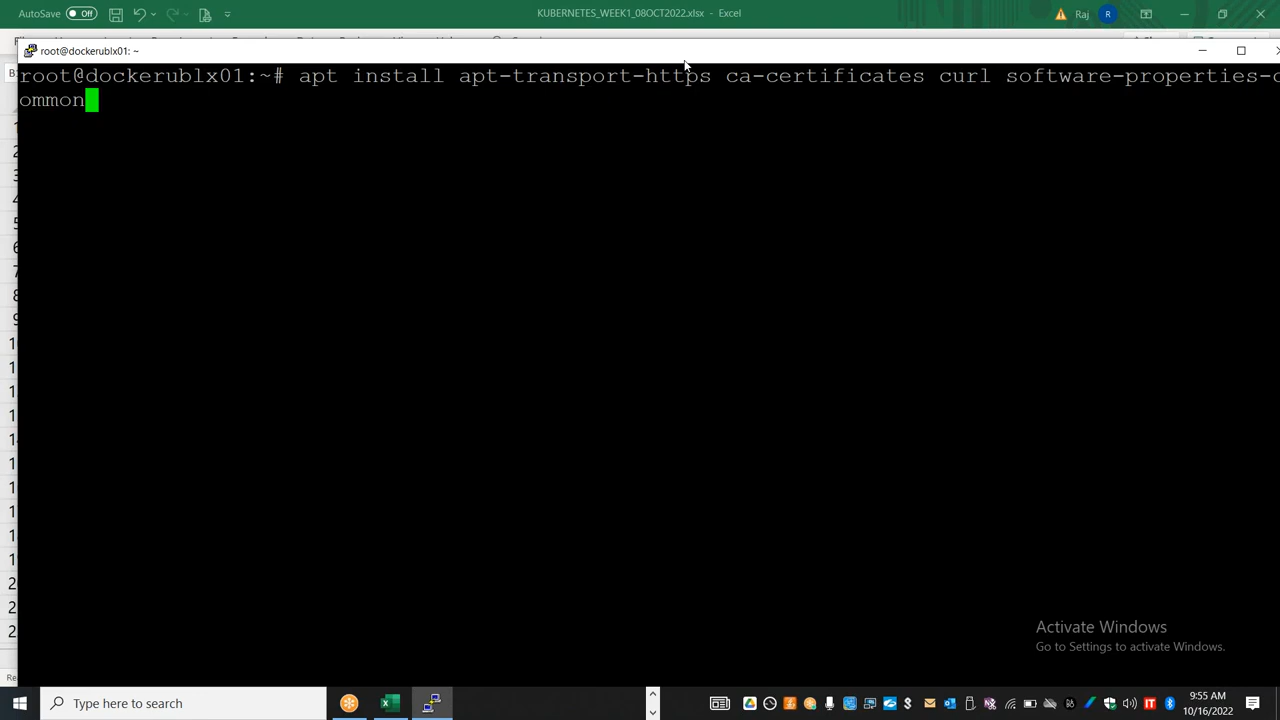 AutoSave Off
KUBERNETES_WEEK1_08OCT2022.xlsx - Excel
Raj R
root@dockerublx01: ~
root@dockerublx01:~# apt install apt-transport-https ca-certificates curl software-properties-c
ommon
Activate Windows
Go to Settings to activate Windows.
Type here to search
9:55 AM
10/16/2022